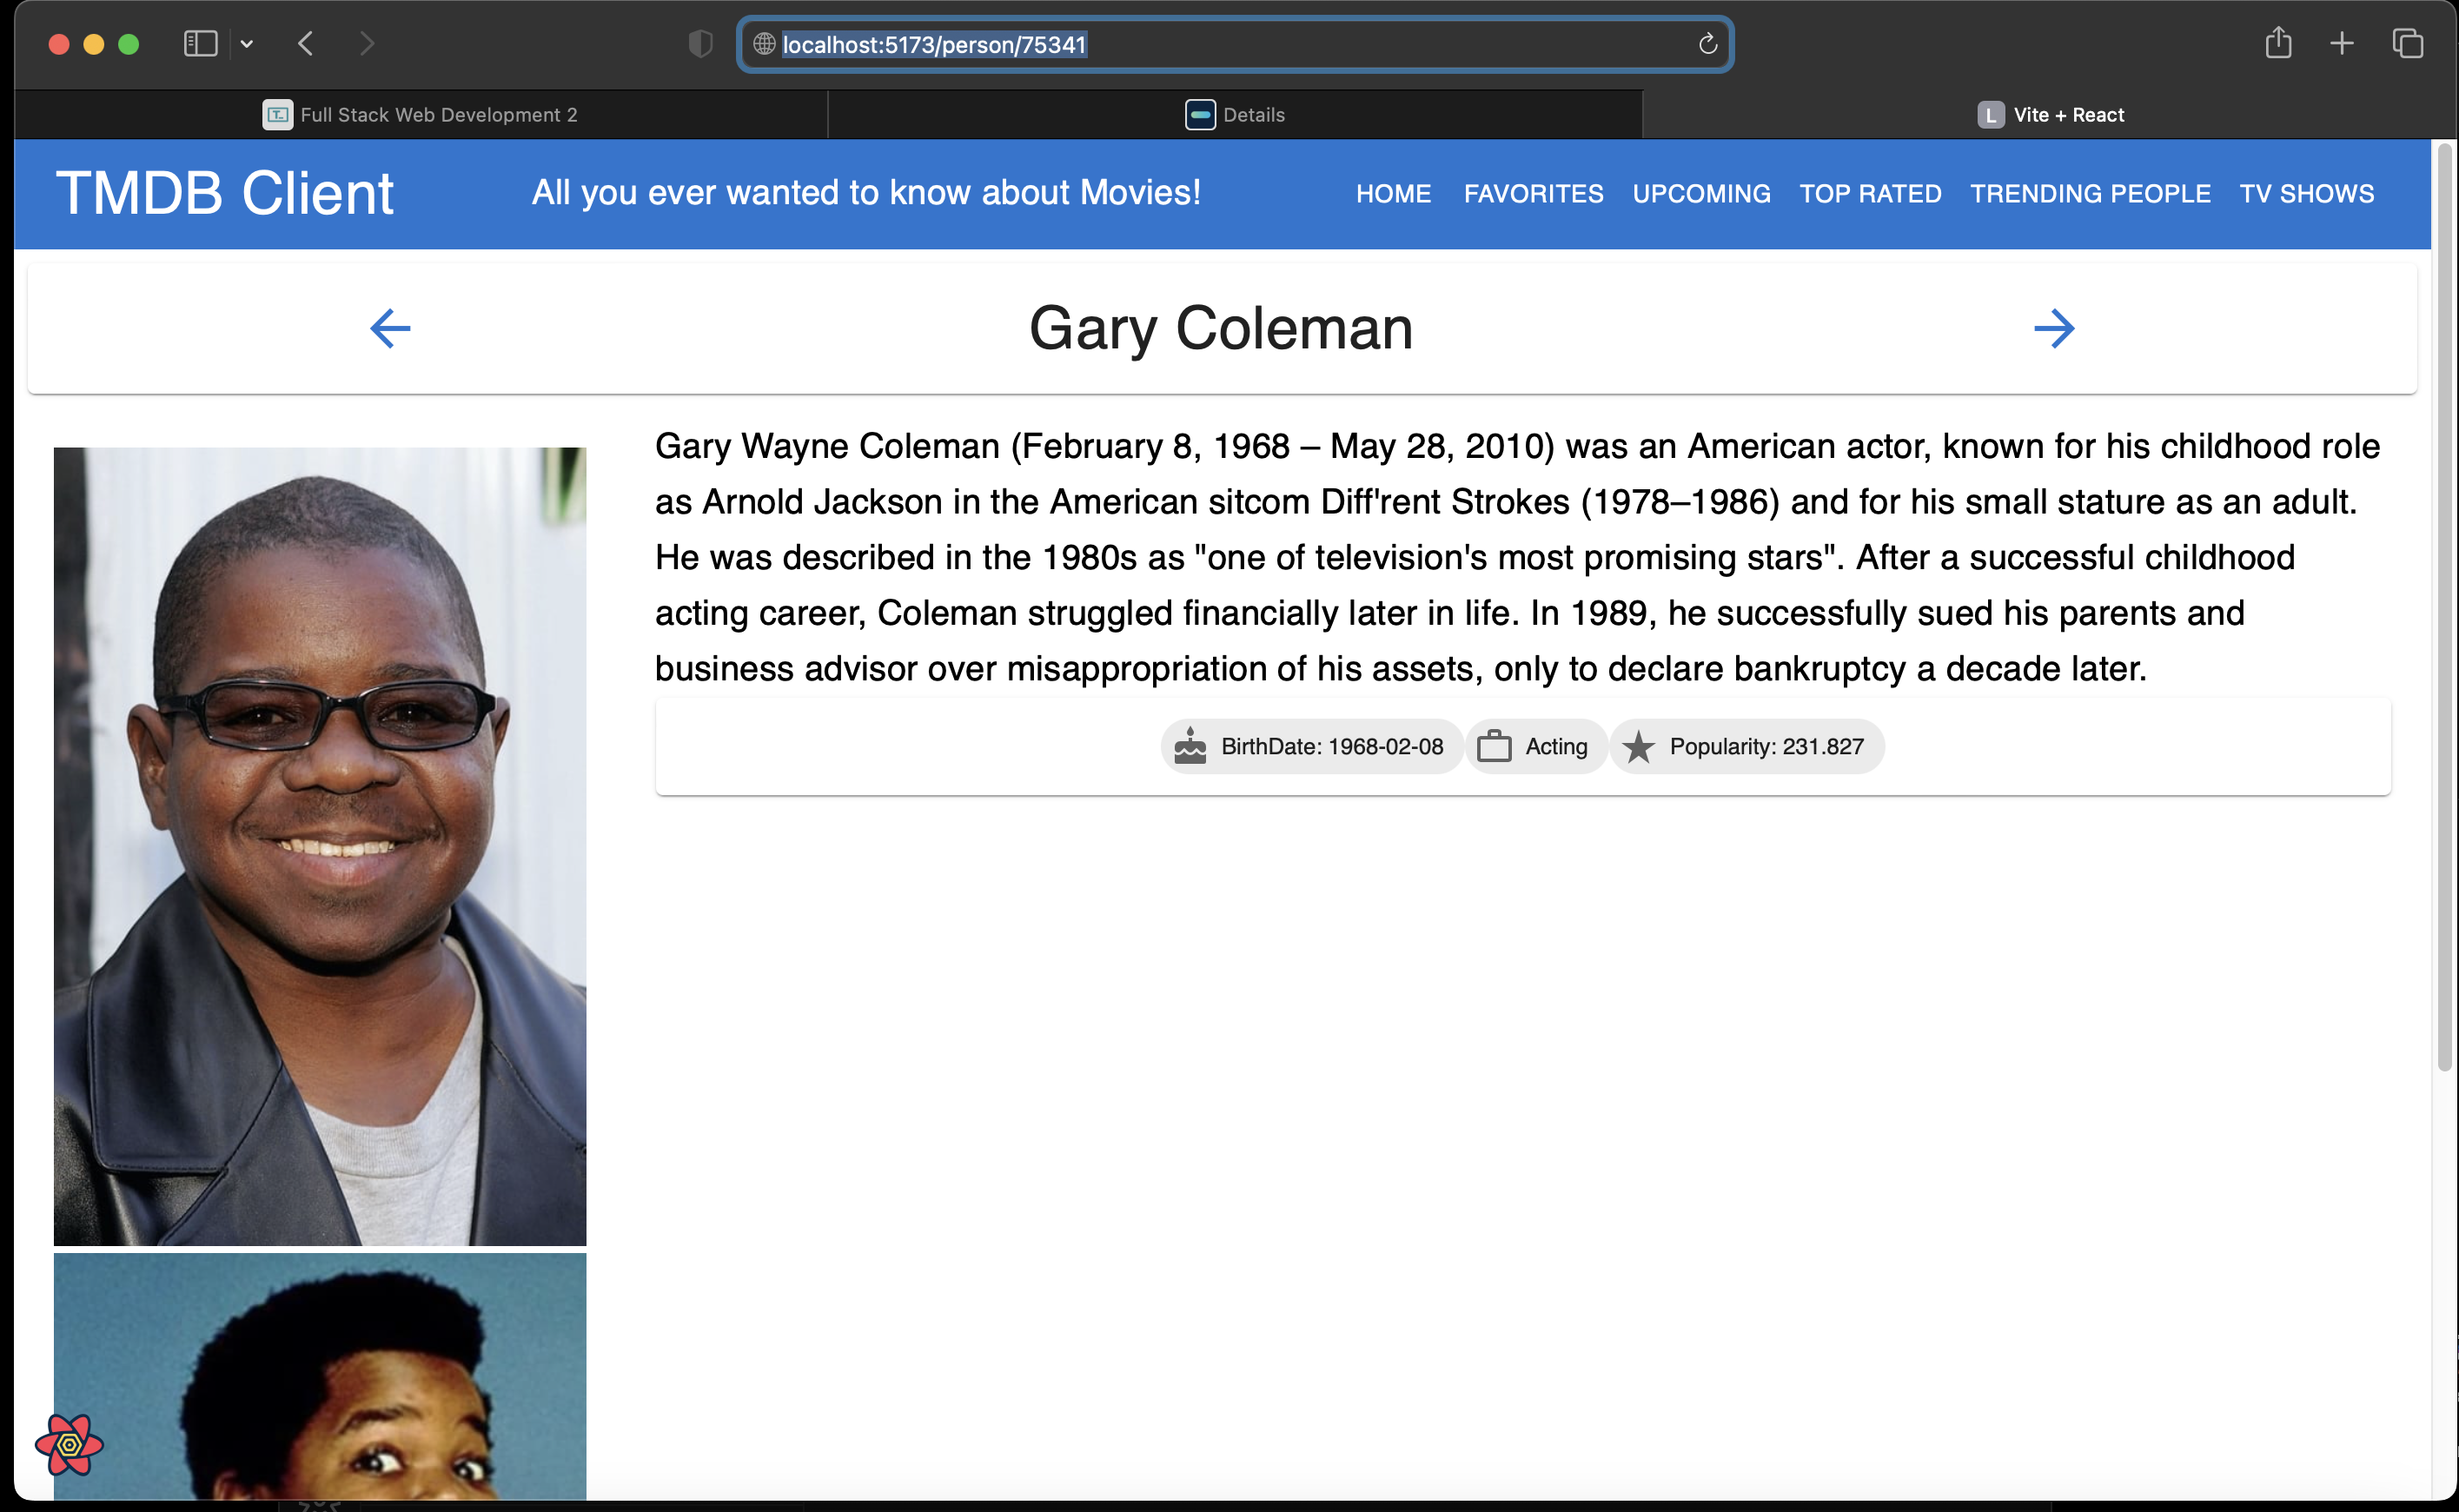 localhost:5173/person/75341
Full Stack Web Development 2
Details
L Vite + React
TMDB Client
All you ever wanted to know about Movies!
HOME FAVORITES UPCOMING TOP RATED TRENDING PEOPLE TV SHOWS
Gary Coleman
Gary Wayne Coleman (February 8, 1968 – May 28, 2010) was an American actor, known for his childhood role
as Arnold Jackson in the American sitcom Diff'rent Strokes (1978–1986) and for his small stature as an adult.
He was described in the 1980s as "one of television's most promising stars". After a successful childhood
acting career, Coleman struggled financially later in life. In 1989, he successfully sued his parents and
business advisor over misappropriation of his assets, only to declare bankruptcy a decade later.
BirthDate: 1968-02-08 Acting Popularity: 231.827